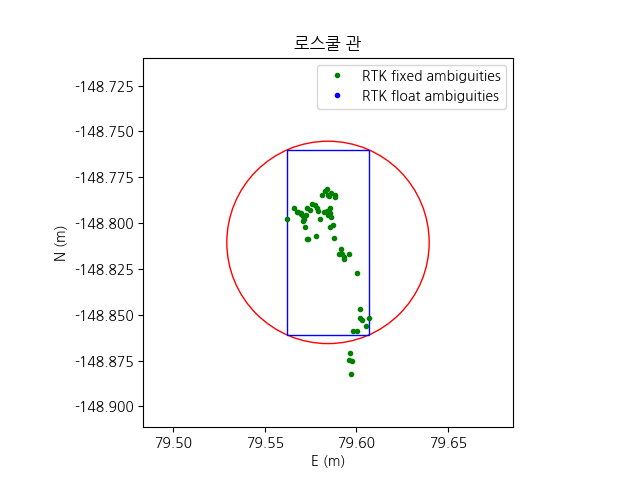 로스쿨 관
RTK fixed ambiguities
RTK float ambiguities
-148.725
-148.750
-148.775
-148.800
-148.825
-148.850
-148.875
-148.900
N (m)
79.50 79.55 79.60 79.65
E (m)